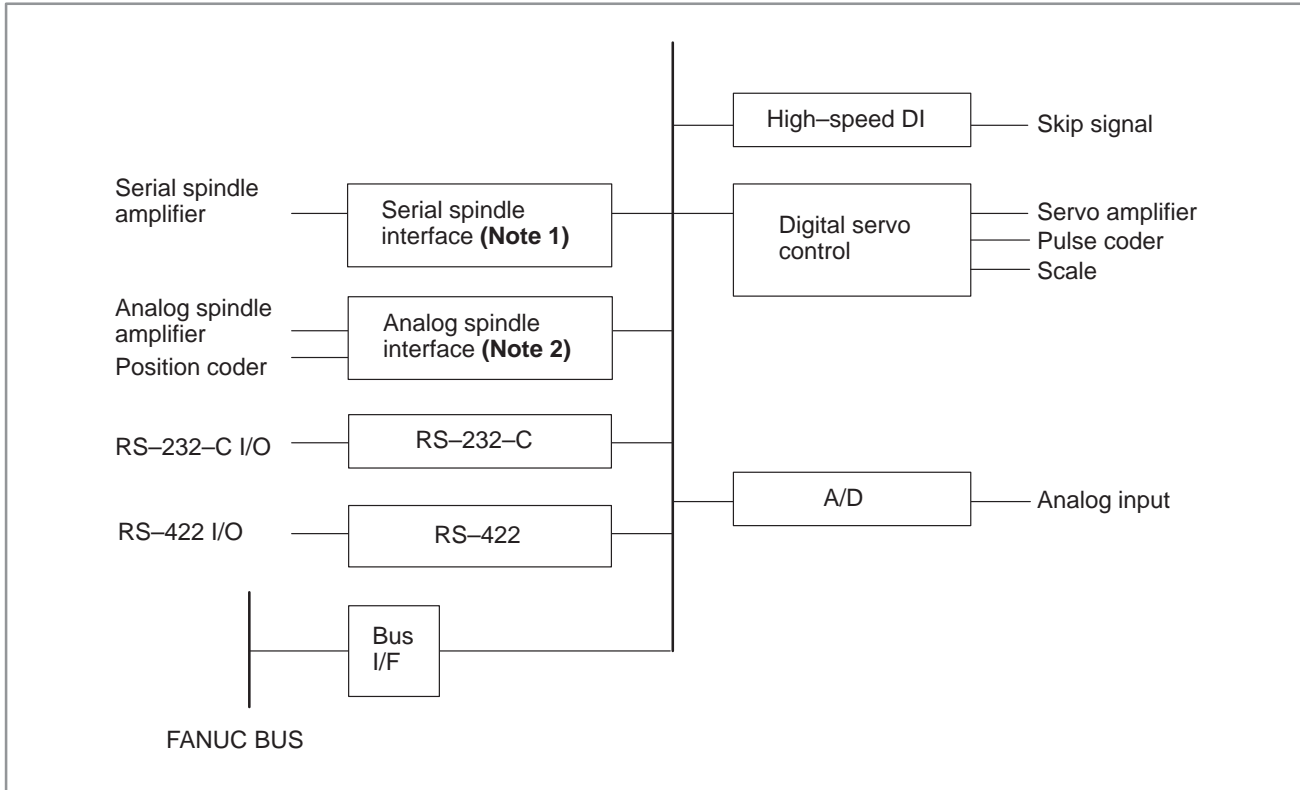 High–speed DI
Skip signal
Serial spindle
amplifier
Serial spindle
interface (Note 1)
Digital servo
control
Servo amplifier
Pulse coder
Scale
Analog spindle
amplifier
Position coder
Analog spindle
interface (Note 2)
RS–232–C I/O
RS–232–C
A/D
Analog input
RS–422 I/O
RS–422
Bus
I/F
FANUC BUS